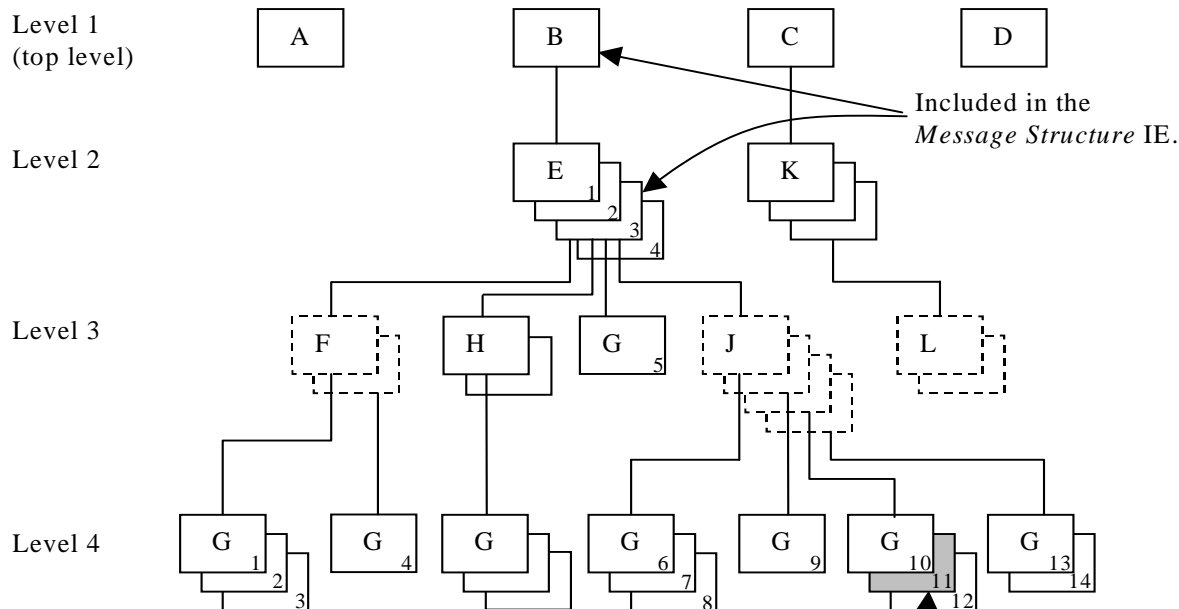 Level 1
(top level)
A
B
C
D
Included in the
Message Structure IE.
Level 2
E
1
2
3
4
K
Level 3
F
H
G
5
J
L
Level 4
G
1
2
3
G
4
G
G
6
7
8
G
9
G
10
11
12
G
13
14